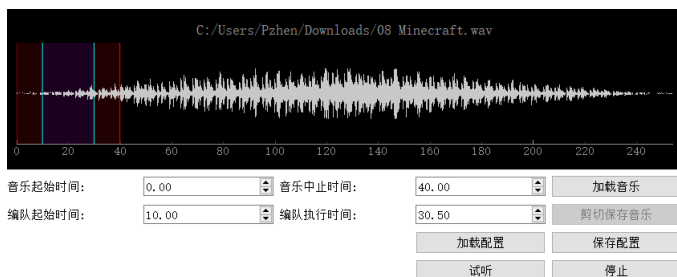 C:/Users/Pzhen/Downloads/08 Minecraft.wav
0 20 40 60 80 100 120 140 160 180 200 220 240
音乐起始时间: 0.00 音乐中止时间: 40.00 加载音乐
编队起始时间: 10.00 编队执行时间: 30.50 剪切保存音乐
加载配置 保存配置
试听 停止